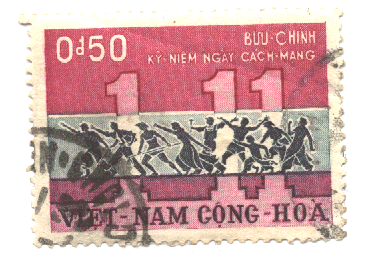 0đ50
BƯU-CHÍNH
KỶ-NIỆM NGÀY CÁCH-MẠNG
1 11
VIỆT-NAM CỘNG-HÒA